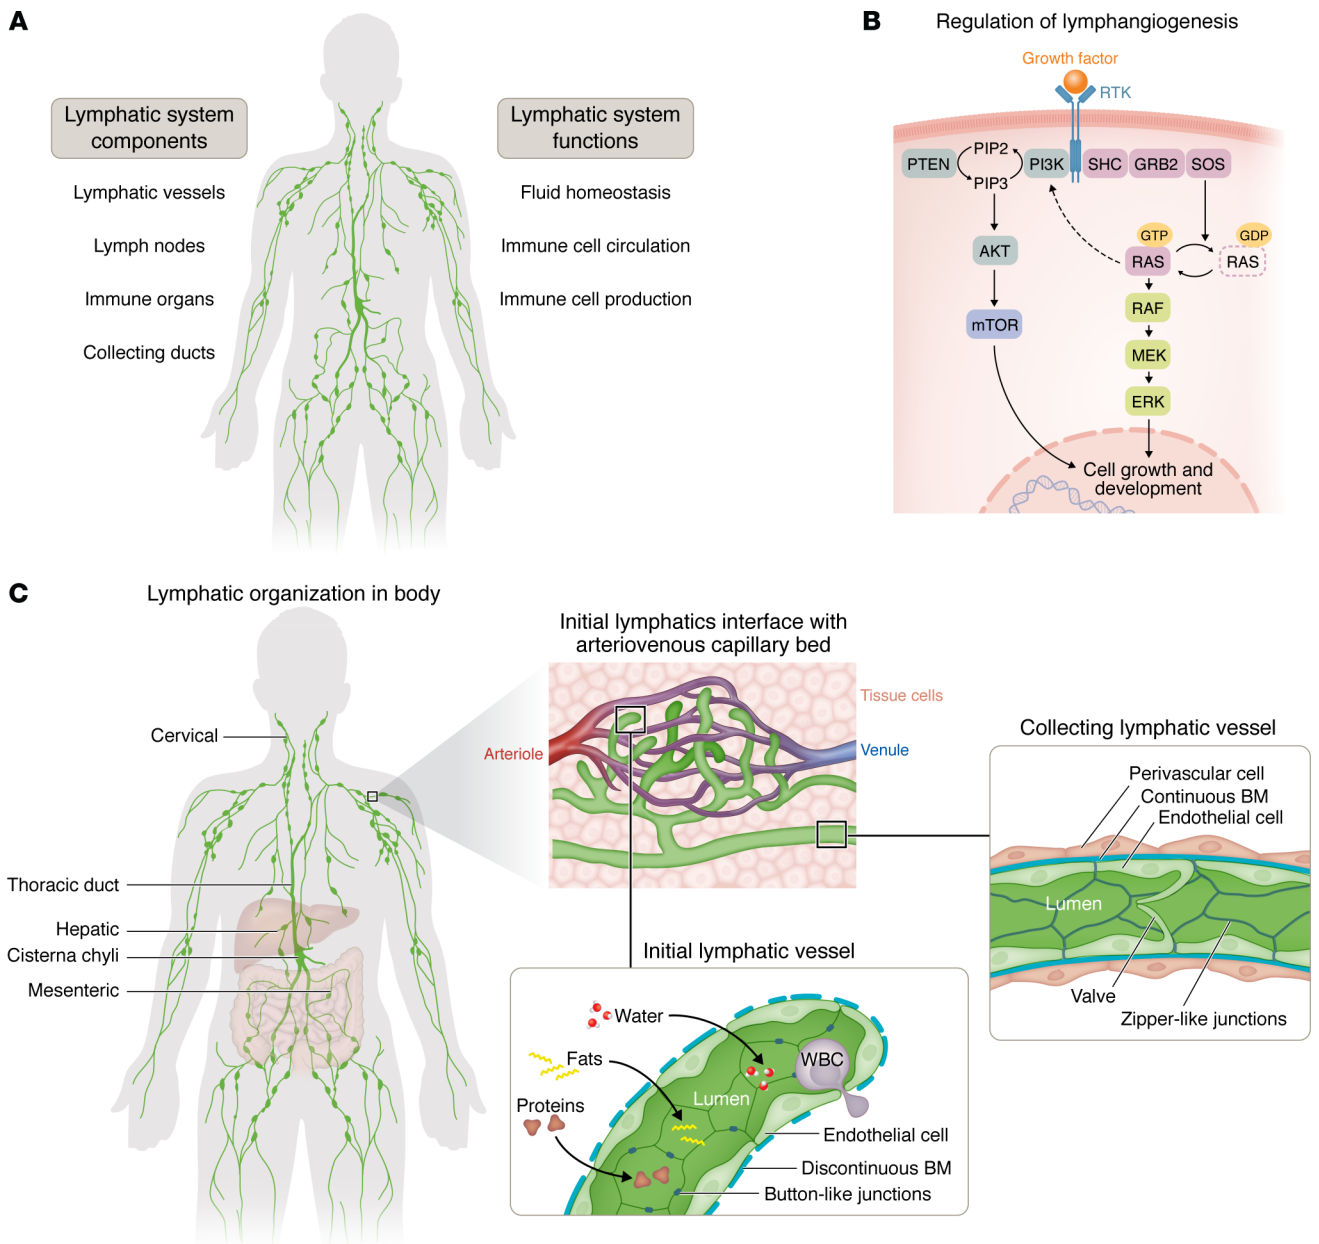 A
Lymphatic system
components
Lymphatic vessels
Lymph nodes
Immune organs
Collecting ducts
Lymphatic system
functions
Fluid homeostasis
Immune cell circulation
Immune cell production
B
Regulation of lymphangiogenesis
Growth factor
RTK
PTEN
PIP2
PIP3
PI3K
SHC
GRB2
SOS
AKT
mTOR
GTP
RAS
GDP
RAS
RAF
MEK
ERK
Cell growth and
development
C
Lymphatic organization in body
Cervical
Thoracic duct
Hepatic
Cisterna chyli
Mesenteric
Initial lymphatics interface with
arteriovenous capillary bed
Tissue cells
Arteriole
Venule
Initial lymphatic vessel
Water
Fats
Proteins
WBC
Lumen
Endothelial cell
Discontinuous BM
Button-like junctions
Collecting lymphatic vessel
Perivascular cell
Continuous BM
Endothelial cell
Lumen
Valve
Zipper-like junctions